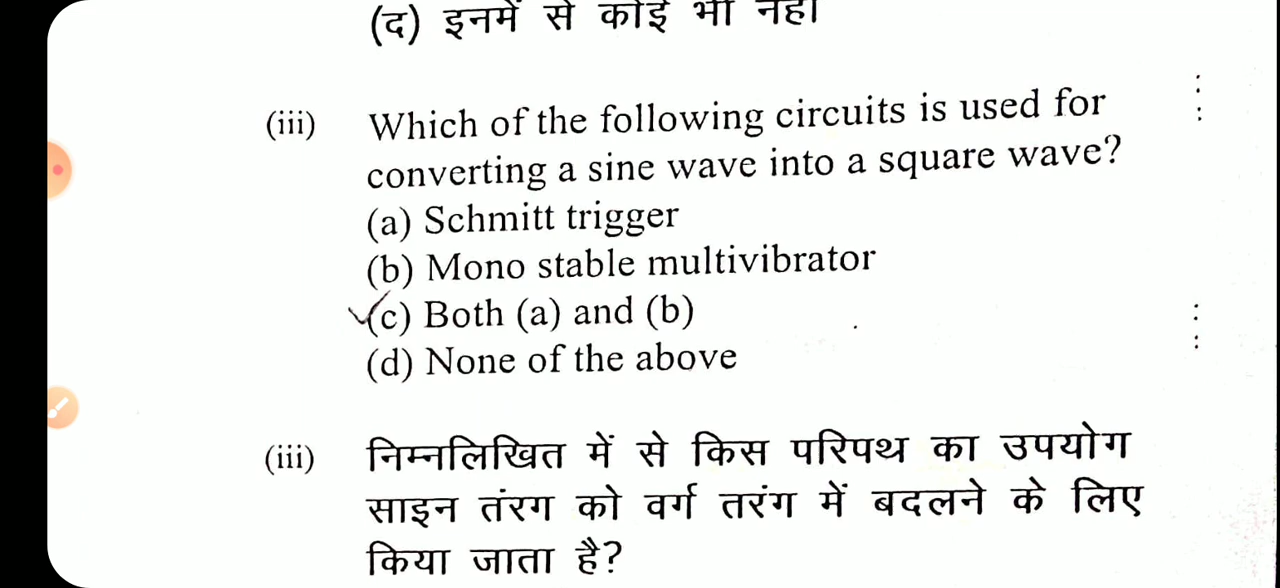 (द) इनमें से कोई भी नहीं
(iii) Which of the following circuits is used for
converting a sine wave into a square wave?
(a) Schmitt trigger
(b) Mono stable multivibrator
(c) Both (a) and (b)
(d) None of the above
(iii) निम्नलिखित में से किस परिपथ का उपयोग
साइन तंरग को वर्ग तरंग में बदलने के लिए
किया जाता है?